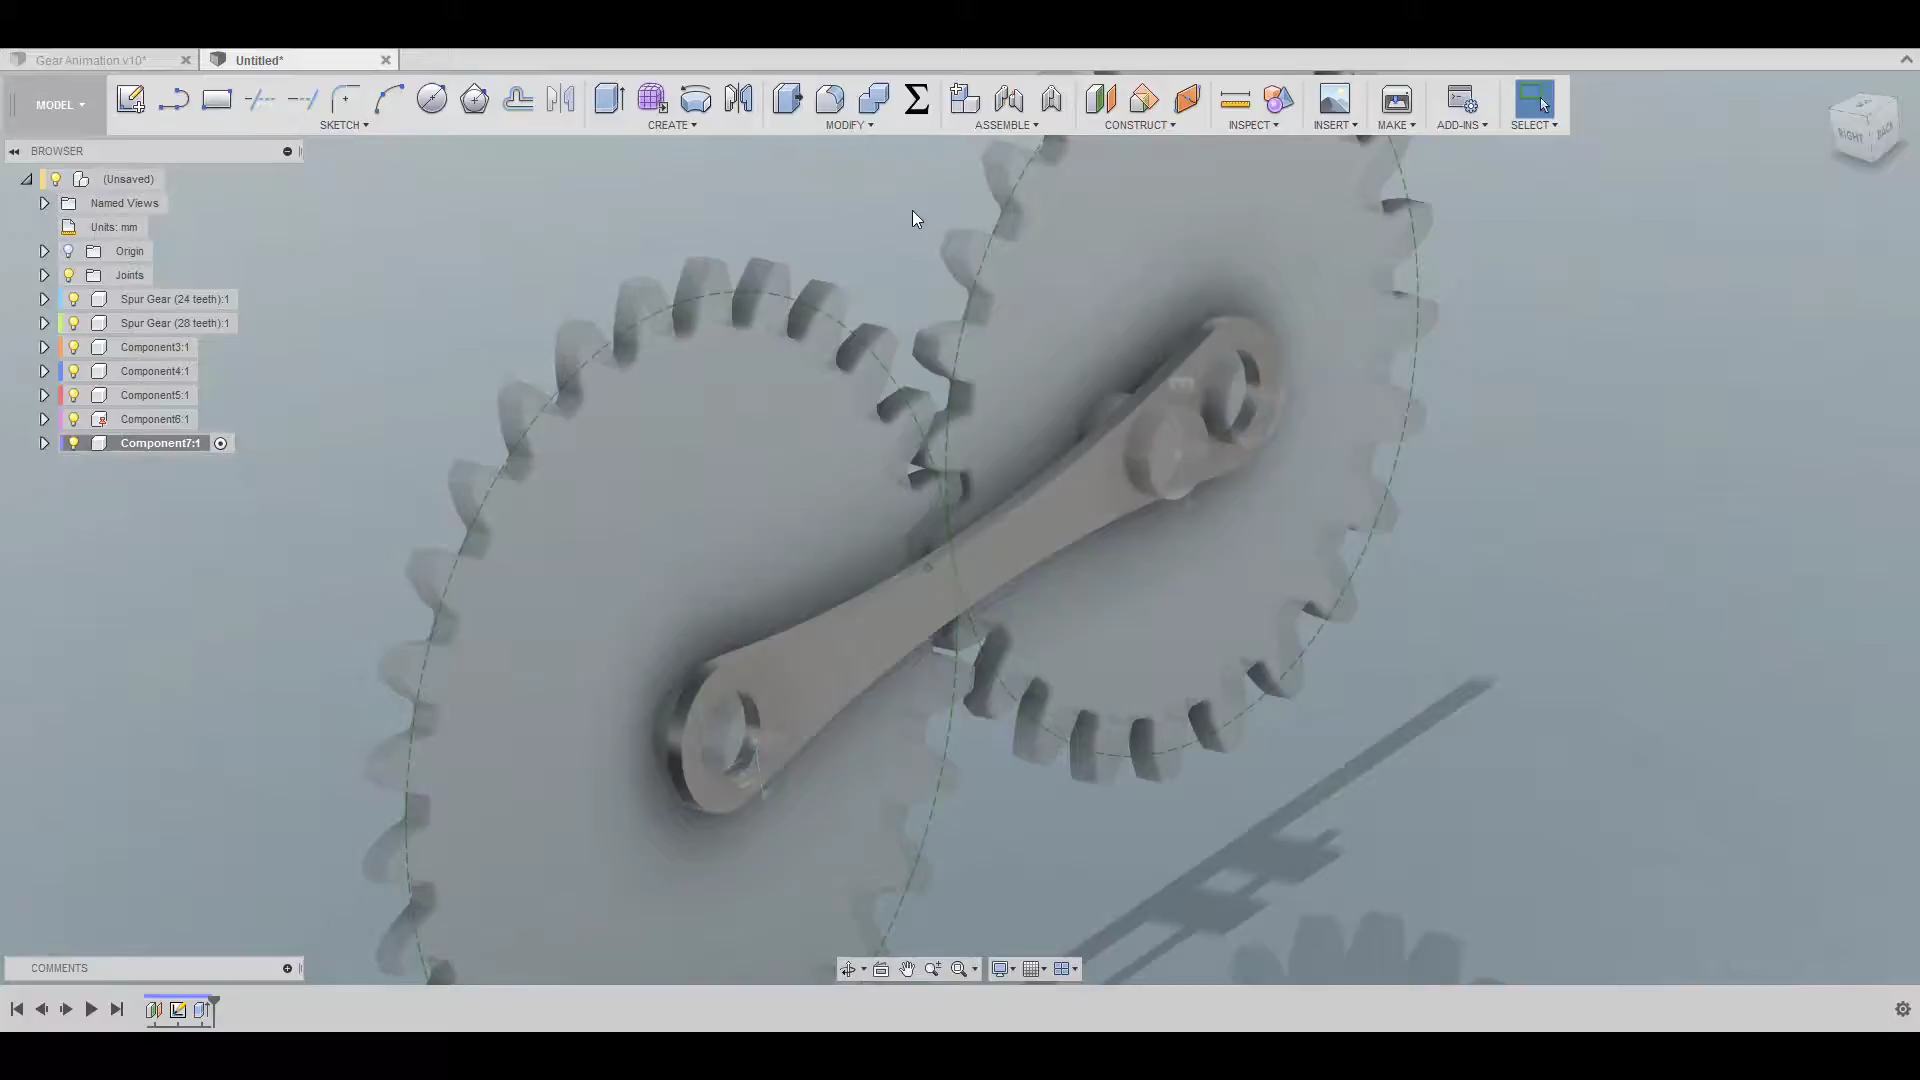 Gear Animation v10*
Untitled*
MODEL
SKETCH
CREATE
MODIFY
ASSEMBLE
CONSTRUCT
INSPECT
INSERT
MAKE
ADD-INS
SELECT
RIGHT
BACK
BROWSER
(Unsaved)
Named Views
Units: mm
Origin
Joints
Spur Gear (24 teeth):1
Spur Gear (28 teeth):1
Component3:1
Component4:1
Component5:1
Component6:1
Component7:1
COMMENTS